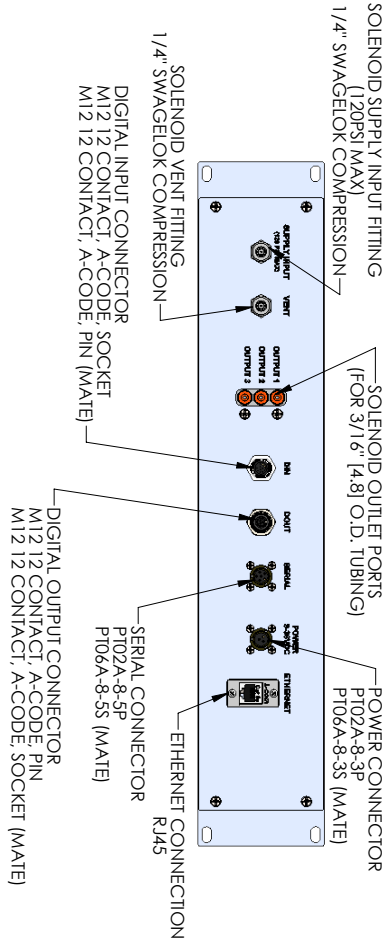 SOLENOID SUPPLY INPUT FITTING
(120PSI MAX)
1/4" SWAGELOK COMPRESSION
SOLENOID OUTLET PORTS
(FOR 3/16" [4.8] O.D. TUBING)
POWER CONNECTOR
PT02A-8-3P
PT06A-8-3S (MATE)
SUPPLY INPUT
VENT
OUTPUT 1
OUTPUT 2
OUTPUT 3
DIN
DOUT
SERIAL
POWER
ETHERNET
SOLENOID VENT FITTING
1/4" SWAGELOK COMPRESSION
DIGITAL INPUT CONNECTOR
M12 12 CONTACT, A-CODE, SOCKET
M12 12 CONTACT, A-CODE, PIN (MATE)
ETHERNET CONNECTION
RJ45
SERIAL CONNECTOR
PT02A-8-5P
PT06A-8-5S (MATE)
DIGITAL OUTPUT CONNECTOR
M12 12 CONTACT, A-CODE, PIN
M12 12 CONTACT, A-CODE, SOCKET (MATE)